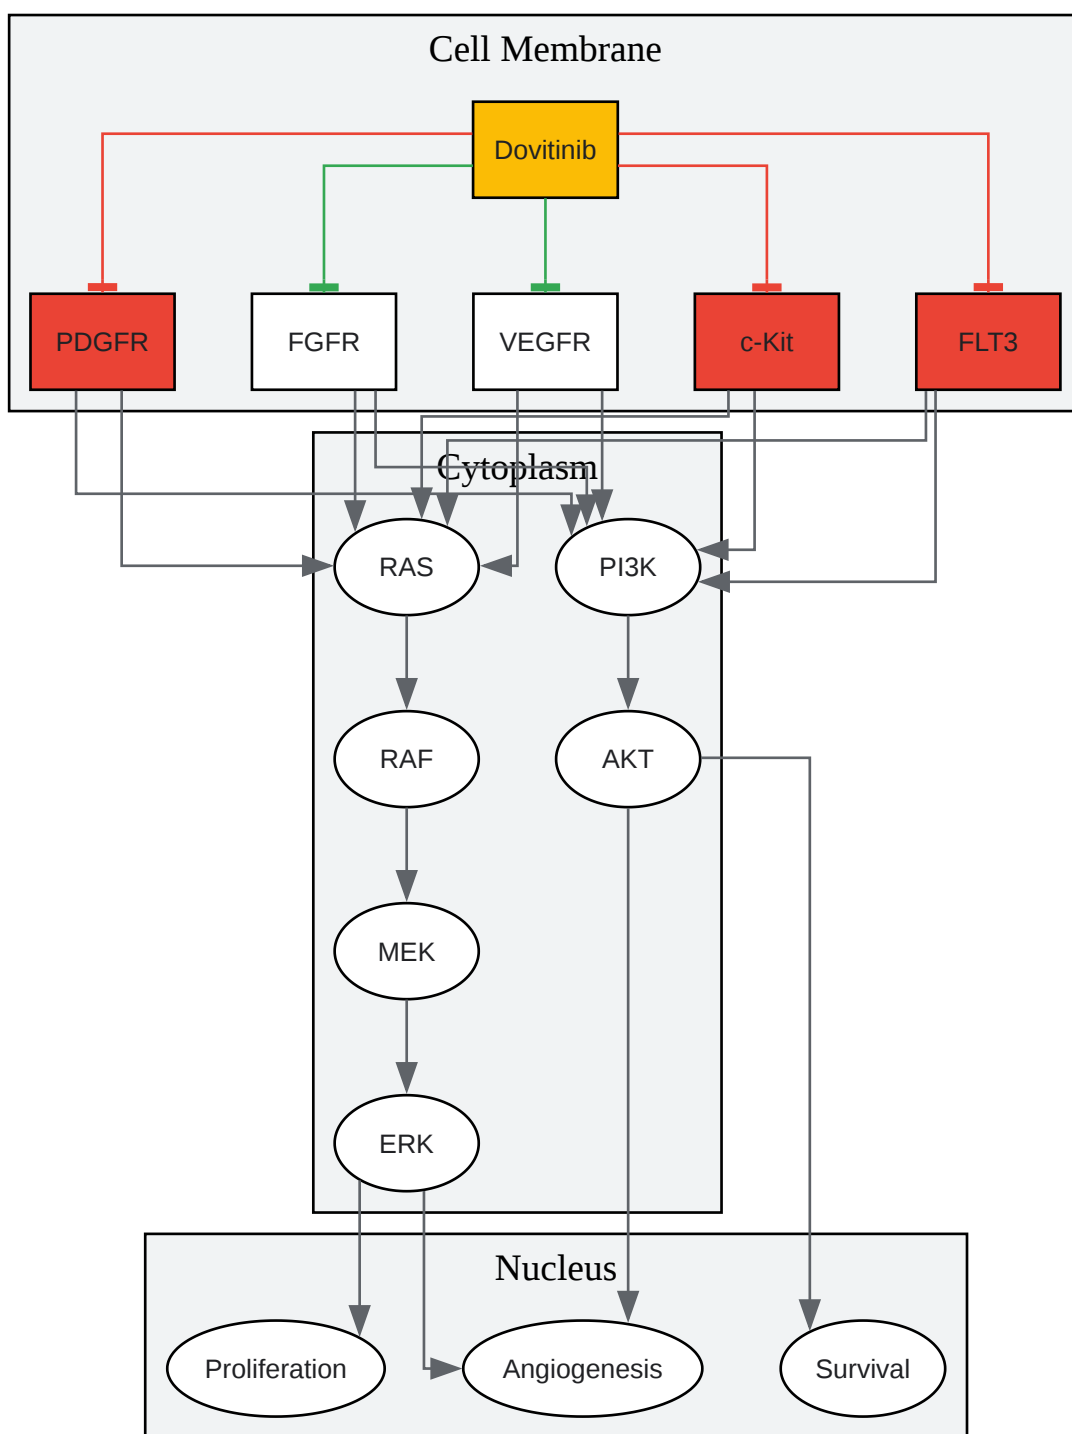 Cell Membrane
Dovitinib
PDGFR
FGFR
VEGFR
c-Kit
FLT3
Cytoplasm
RAS
PI3K
RAF
AKT
MEK
ERK
Nucleus
Proliferation
Angiogenesis
Survival